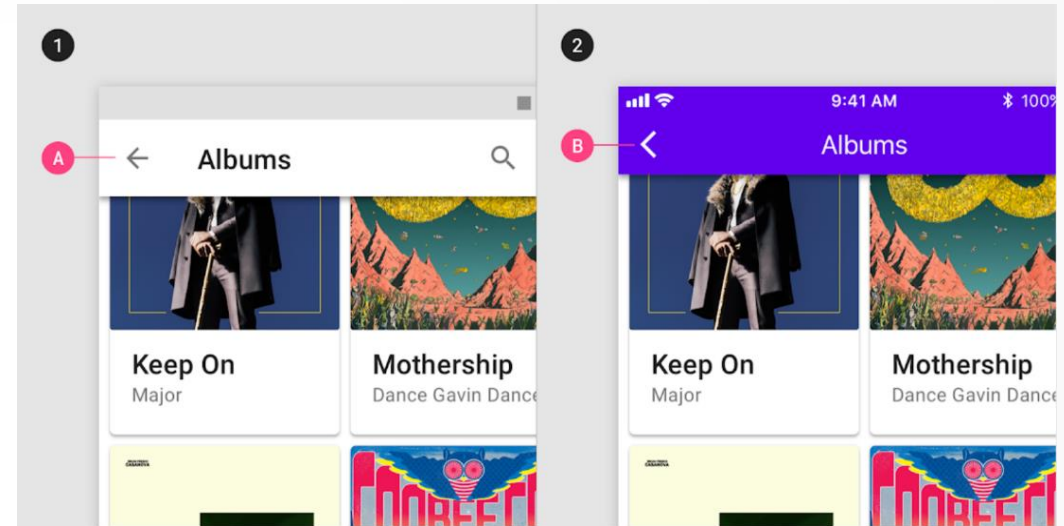 1
A
Albums
Keep On
Major
Mothership
Dance Gavin Dance
2
9:41 AM
100%
B
Albums
Keep On
Major
Mothership
Dance Gavin Dance